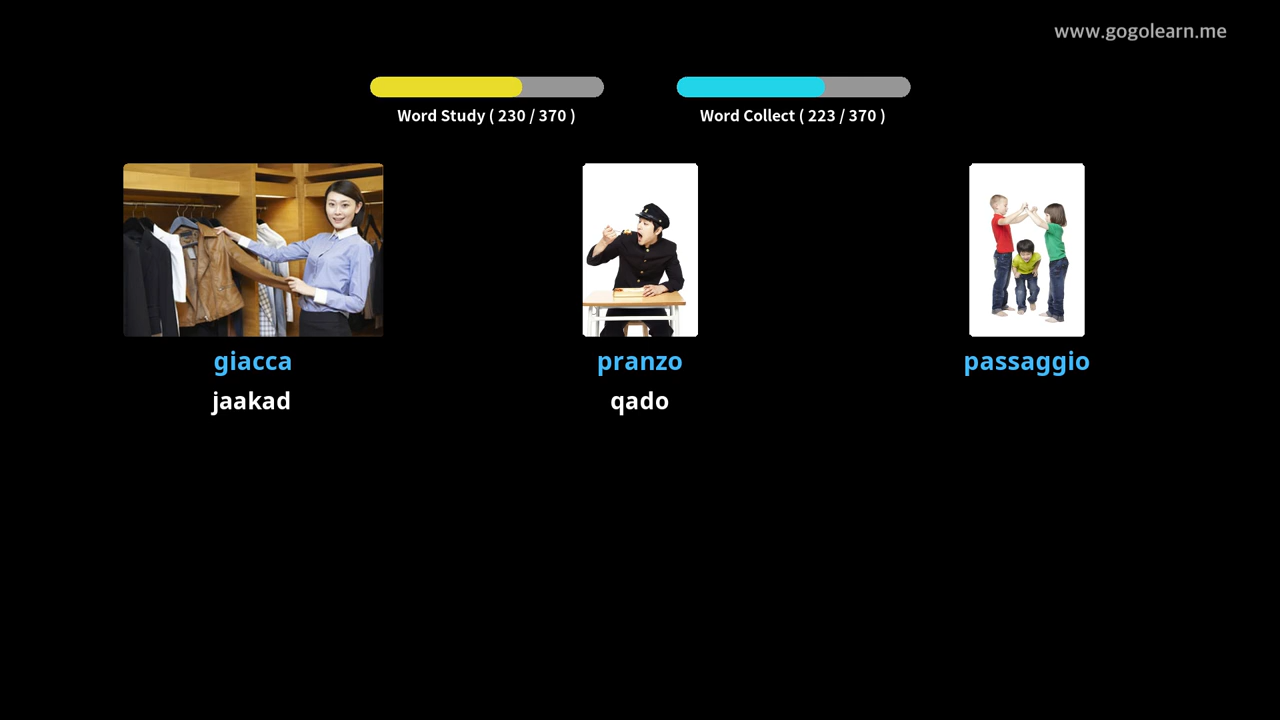 www.gogolearn.me
Word Study ( 230 / 370 )
Word Collect ( 223 / 370 )
giacca
pranzo
passaggio
jaakad
qado